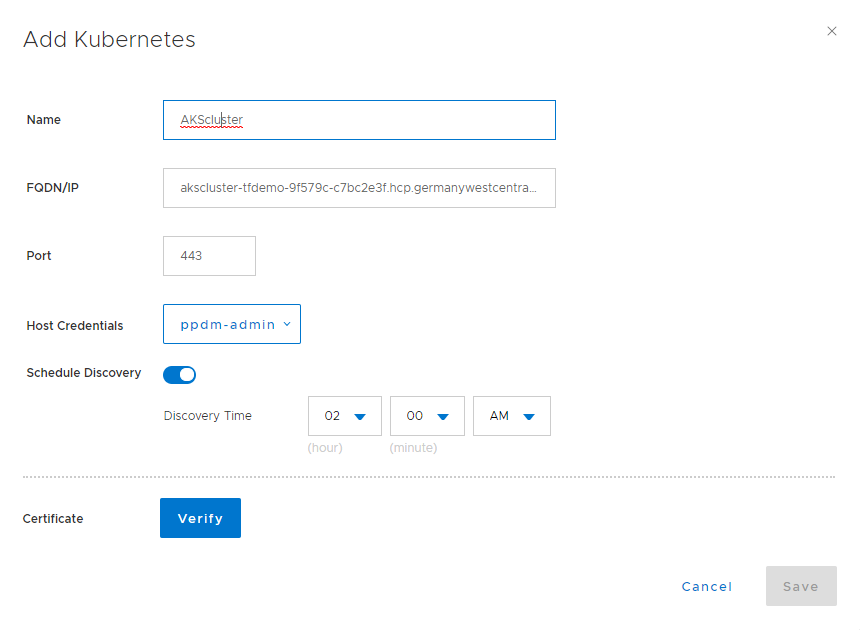 Add Kubernetes
Name
AKScluster
FQDN/IP
akscluster-tfdemo-9f579c-c7bc2e3f.hcp.germanywestcentra...
Port
443
Host Credentials
ppdm-admin
Schedule Discovery
Discovery Time
02
00
AM
(hour)
(minute)
Certificate
Verify
Cancel
Save